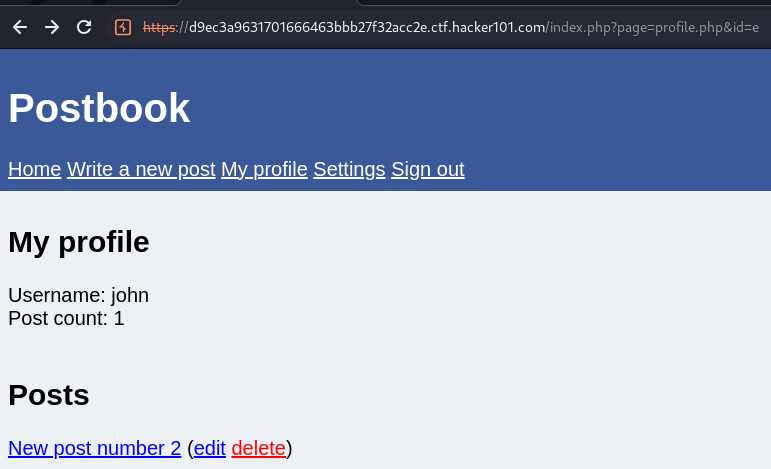 https://d9ec3a9631701666463bbb27f32acc2e.ctf.hacker101.com/index.php?page=profile.php&id=e
Postbook
Home Write a new post My profile Settings Sign out
My profile
Username: john
Post count: 1
Posts
New post number 2 (edit delete)